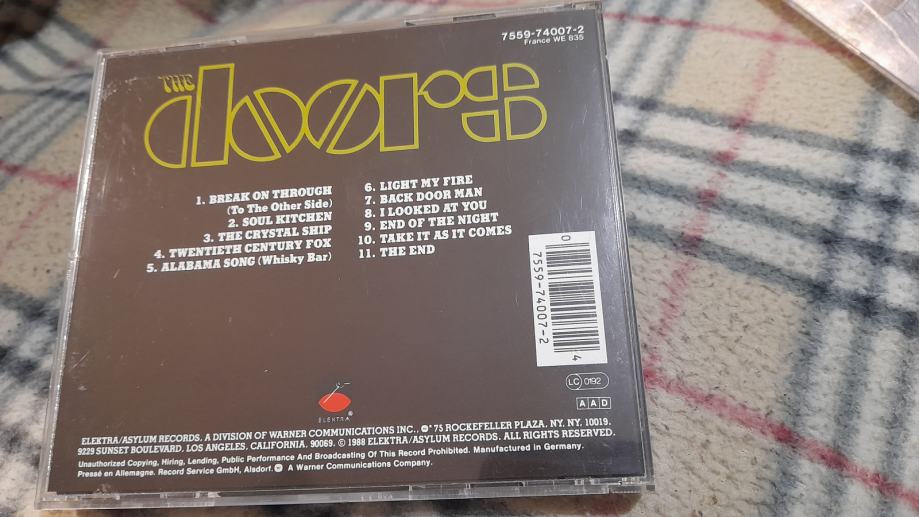 7559-74007-2
France WE 835
THE
doors
1. BREAK ON THROUGH
(To The Other Side)
2. SOUL KITCHEN
3. THE CRYSTAL SHIP
4. TWENTIETH CENTURY FOX
5. ALABAMA SONG (Whisky Bar)
6. LIGHT MY FIRE
7. BACK DOOR MAN
8. I LOOKED AT YOU
9. END OF THE NIGHT
10. TAKE IT AS IT COMES
11. THE END
0 7559-74007-2 4
LC 0192
AAD
ELEKTRA®
ELEKTRA/ASYLUM RECORDS, A DIVISION OF WARNER COMMUNICATIONS INC., 75 ROCKEFELLER PLAZA, NY. NY. 10019.
9229 SUNSET BOULEVARD, LOS ANGELES, CALIFORNIA. 90069. © 1988 ELEKTRA/ASYLUM RECORDS. ALL RIGHTS RESERVED.
Unauthorized Copying, Hiring, Lending, Public Performance And Broadcasting Of This Record Prohibited. Manufactured in Germany.
Pressé en Allemagne. Record Service GmbH, Alsdorf. A Warner Communications Company.